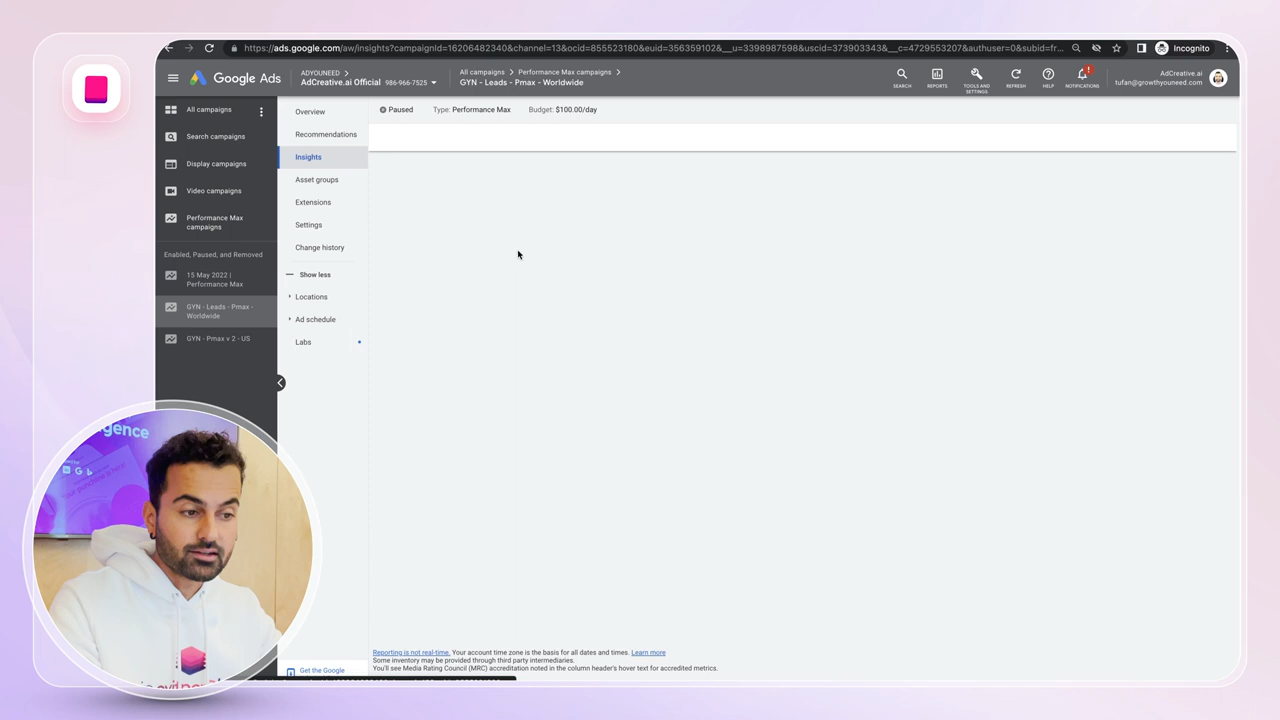 https://ads.google.com/aw/insights?campaignId=16206482340&channel=13&ocid=855523180&euid=356359102&__u=3398987598&uscid=373903343&__c=4729553207&authuser=0&subid=fr...
Incognito
Google Ads
ADYOUNEED
AdCreative.ai Official 986-966-7525
All campaigns > Performance Max campaigns >
GYN - Leads - Pmax - Worldwide
SEARCH
REPORTS
TOOLS AND
SETTINGS
REFRESH
HELP
!
NOTIFICATIONS
AdCreative.ai
tufan@growthyouneed.com
All campaigns
Search campaigns
Display campaigns
Video campaigns
Performance Max
campaigns
Enabled, Paused, and Removed
15 May 2022 |
Performance Max
GYN - Leads - Pmax -
Worldwide
GYN - Pmax v 2 - US
Overview
Recommendations
Insights
Asset groups
Extensions
Settings
Change history
Show less
Locations
Ad schedule
Labs
Get the Google
Paused
Type: Performance Max
Budget: $100.00/day
Reporting is not real-time. Your account time zone is the basis for all dates and times. Learn more
Some inventory may be provided through third party intermediaries.
You'll see Media Rating Council (MRC) accreditation noted in the column header's hover text for accredited metrics.